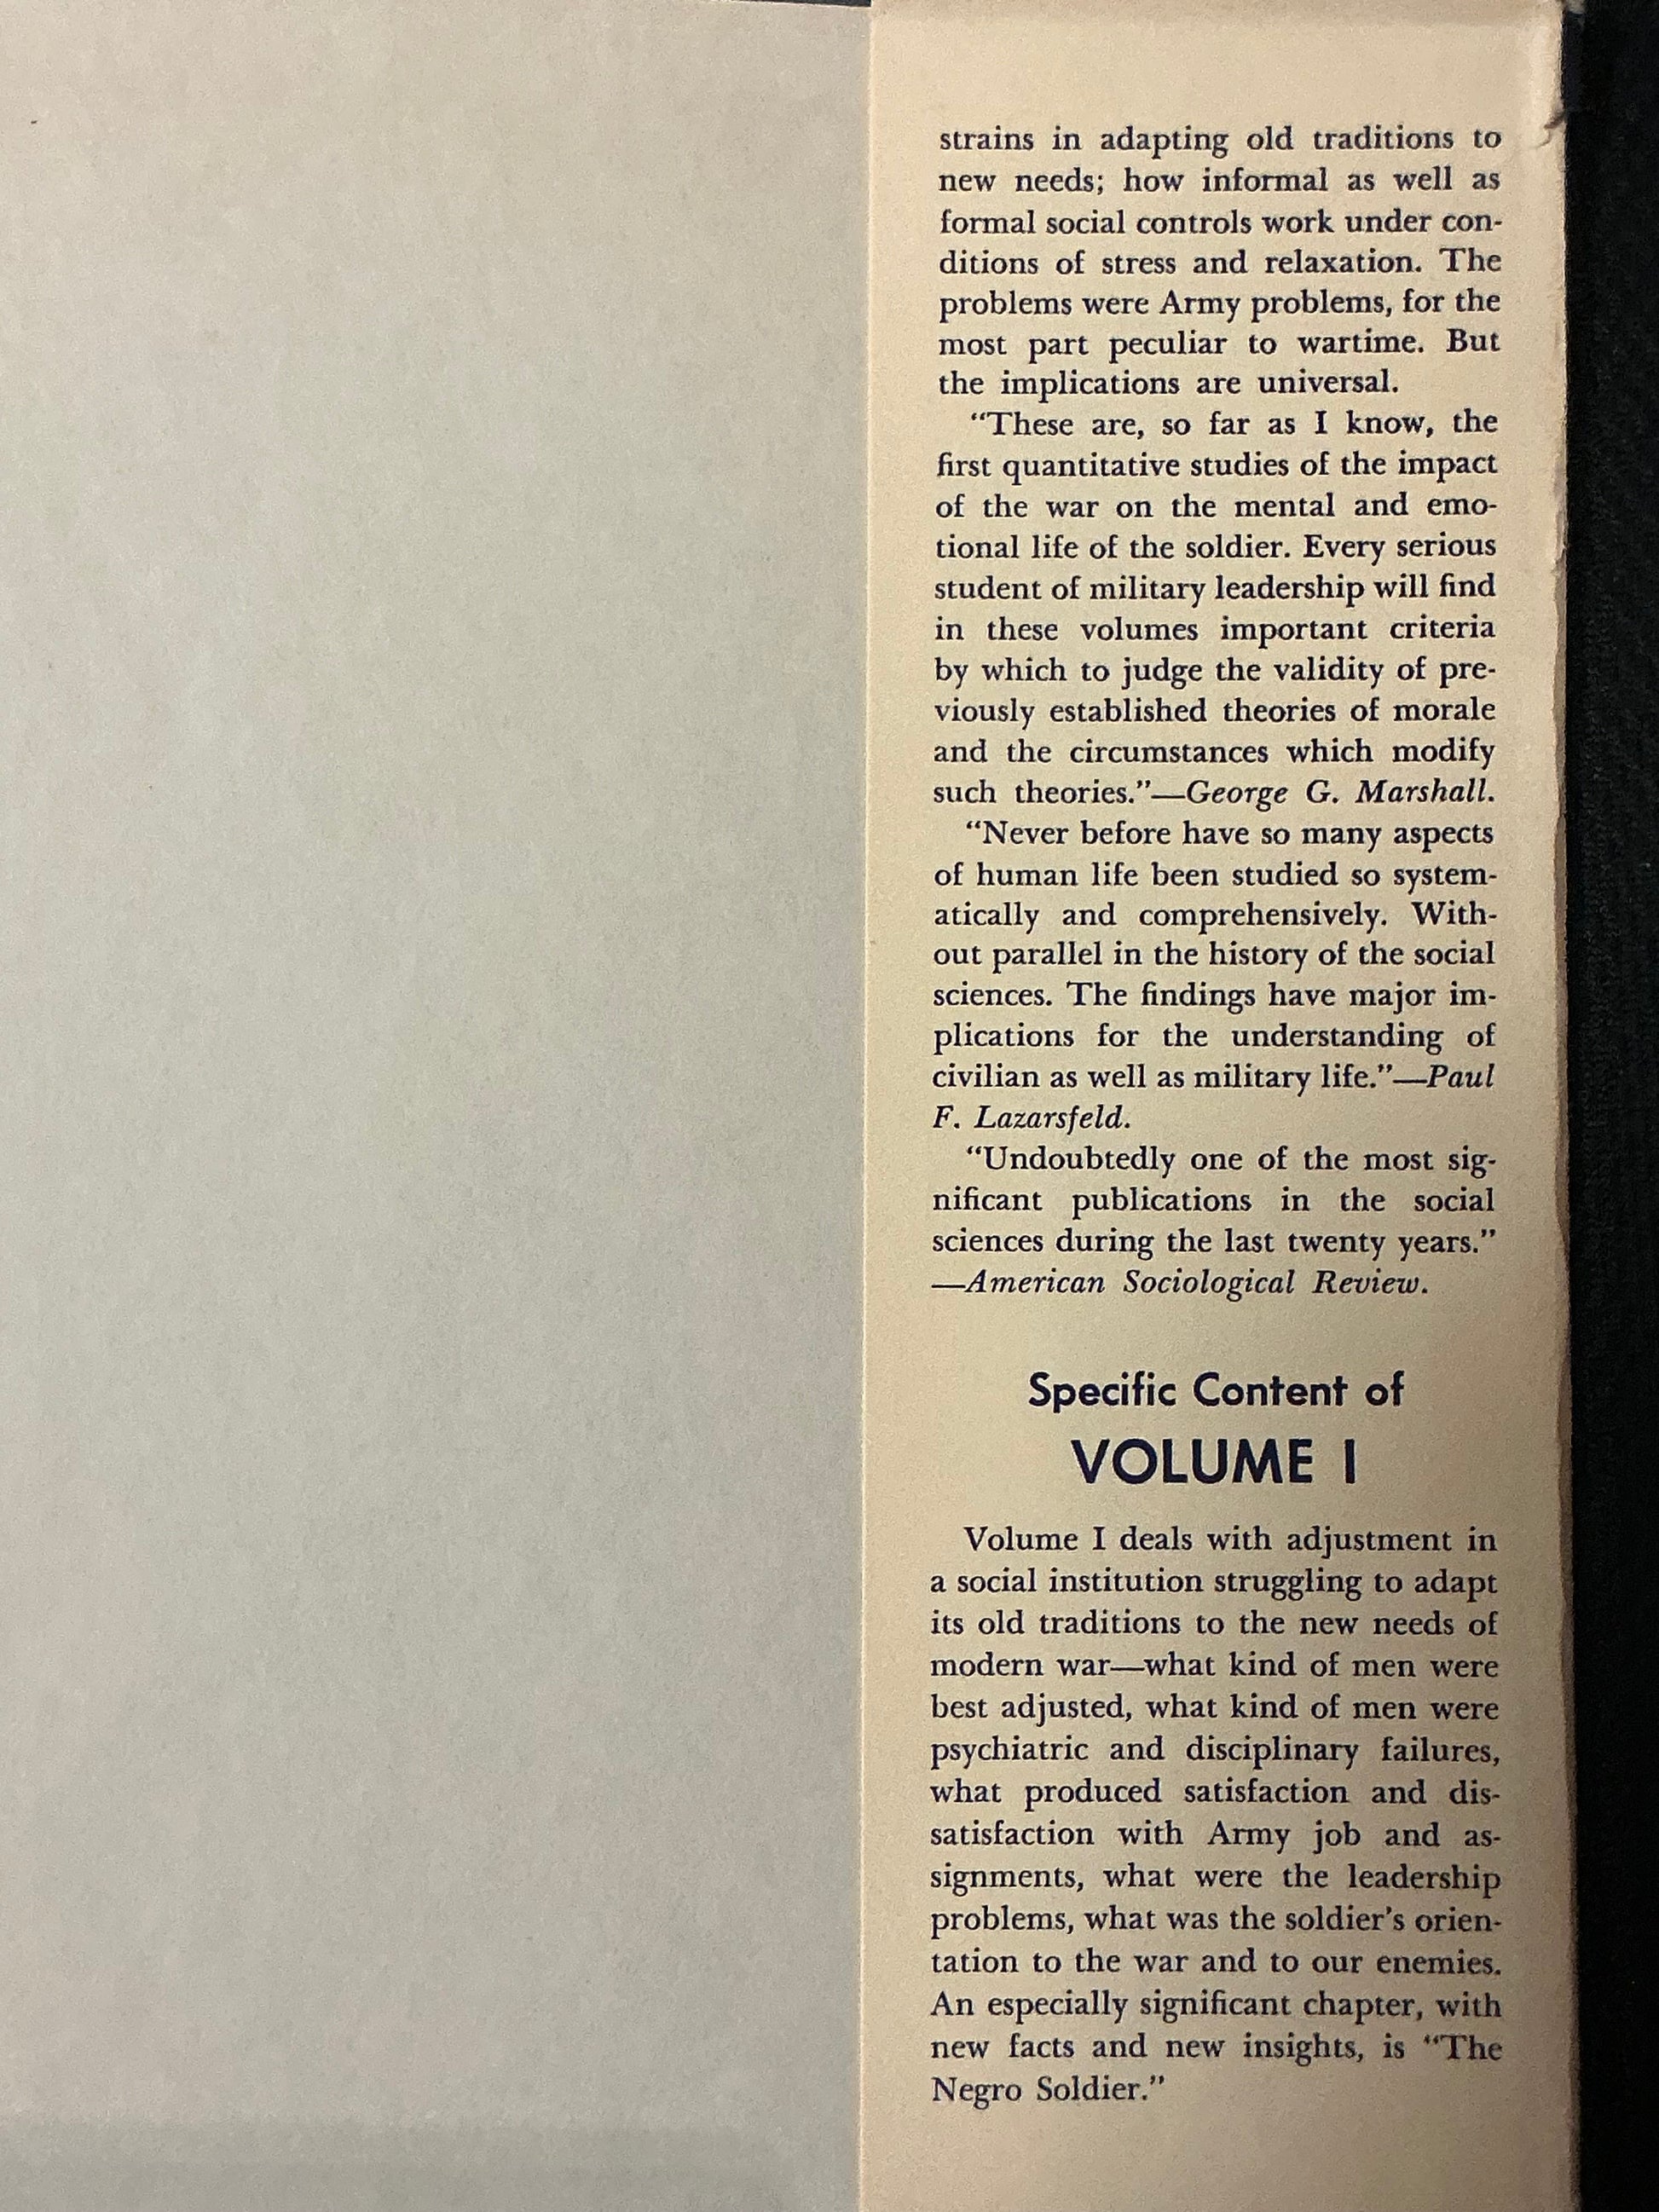 strains in adapting old traditions to
new needs; how informal as well as
formal social controls work under con-
ditions of stress and relaxation. The
problems were Army problems, for the
most part peculiar to wartime. But
the implications are universal.
“These are, so far as I know, the
first quantitative studies of the impact
of the war on the mental and emo-
tional life of the soldier. Every serious
student of military leadership will find
in these volumes important criteria
by which to judge the validity of pre-
viously established theories of morale
and the circumstances which modify
such theories.”—George G. Marshall.
“Never before have so many aspects
of human life been studied so system-
atically and comprehensively. With-
out parallel in the history of the social
sciences. The findings have major im-
plications for the understanding of
civilian as well as military life.”—Paul
F. Lazarsfeld.
“Undoubtedly one of the most sig-
nificant publications in the social
sciences during the last twenty years.”
—American Sociological Review.
Specific Content of
VOLUME I
Volume I deals with adjustment in
a social institution struggling to adapt
its old traditions to the new needs of
modern war—what kind of men were
best adjusted, what kind of men were
psychiatric and disciplinary failures,
what produced satisfaction and dis-
satisfaction with Army job and as-
signments, what were the leadership
problems, what was the soldier’s orien-
tation to the war and to our enemies.
An especially significant chapter, with
new facts and new insights, is “The
Negro Soldier.”